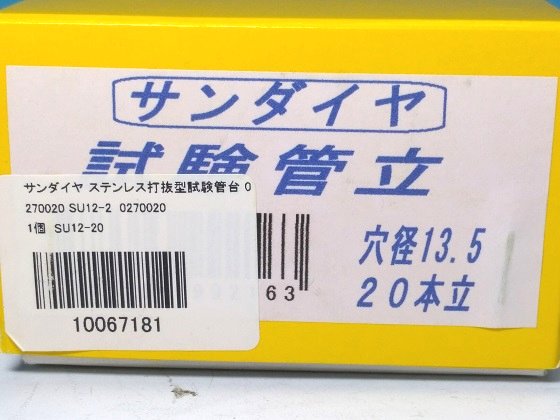 サンダイヤ
試験管立
サンダイヤ ステンレス打抜型試験管台 0
270020 SU12-2 0270020
1個 SU12-20
10067181
163
穴径13.5
20本立